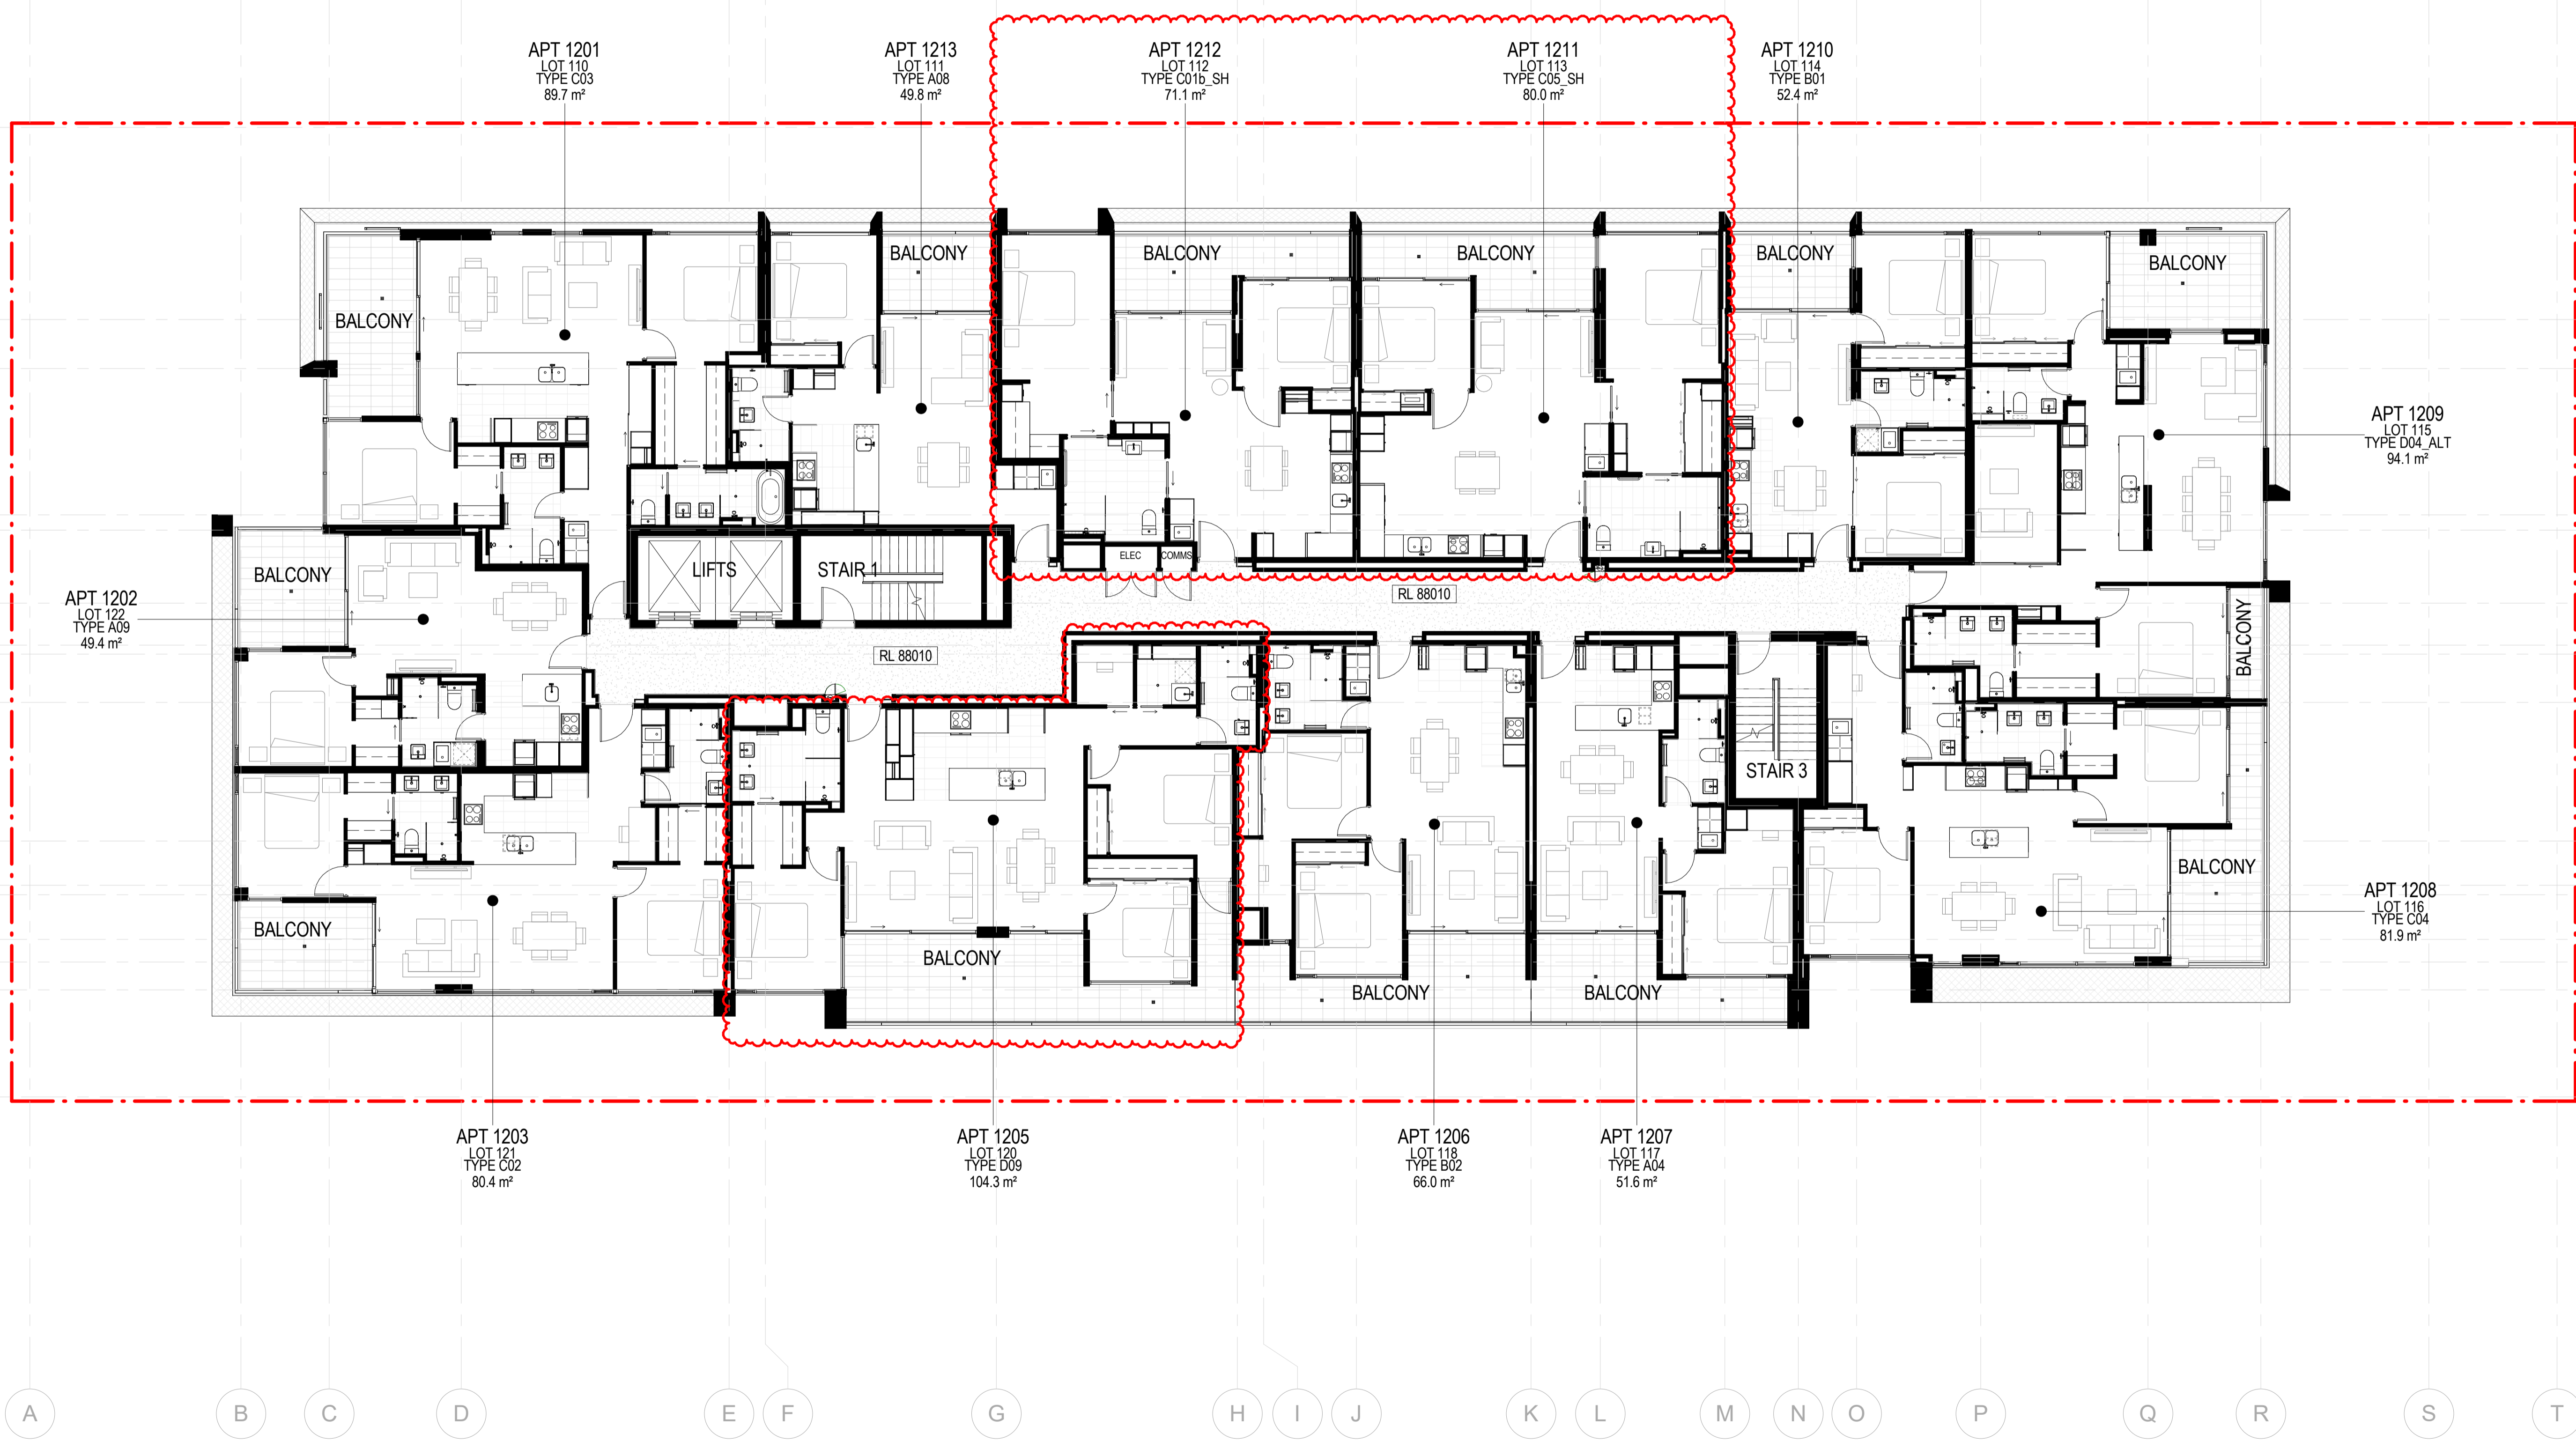 APT 1201
LOT 110
TYPE C03
89.7 m²
APT 1213
LOT 111
TYPE A08
49.8 m²
APT 1212
LOT 112
TYPE C01b_SH
71.1 m²
APT 1211
LOT 113
TYPE C05_SH
80.0 m²
APT 1210
LOT 114
TYPE B01
52.4 m²
BALCONY
BALCONY
BALCONY
BALCONY
BALCONY
BALCONY
APT 1209
LOT 115
TYPE D04_ALT
94.1 m²
ELEC
COMMS
LIFTS
STAIR 1
BALCONY
RL 88010
APT 1202
LOT 122
TYPE A09
49.4 m²
BALCONY
RL 88010
STAIR 3
BALCONY
APT 1208
LOT 116
TYPE C04
81.9 m²
BALCONY
BALCONY
BALCONY
BALCONY
APT 1203
LOT 121
TYPE C02
80.4 m²
APT 1205
LOT 120
TYPE D09
104.3 m²
APT 1206
LOT 118
TYPE B02
66.0 m²
APT 1207
LOT 117
TYPE A04
51.6 m²
A B C D E F G H I J K L M N O P Q R S T